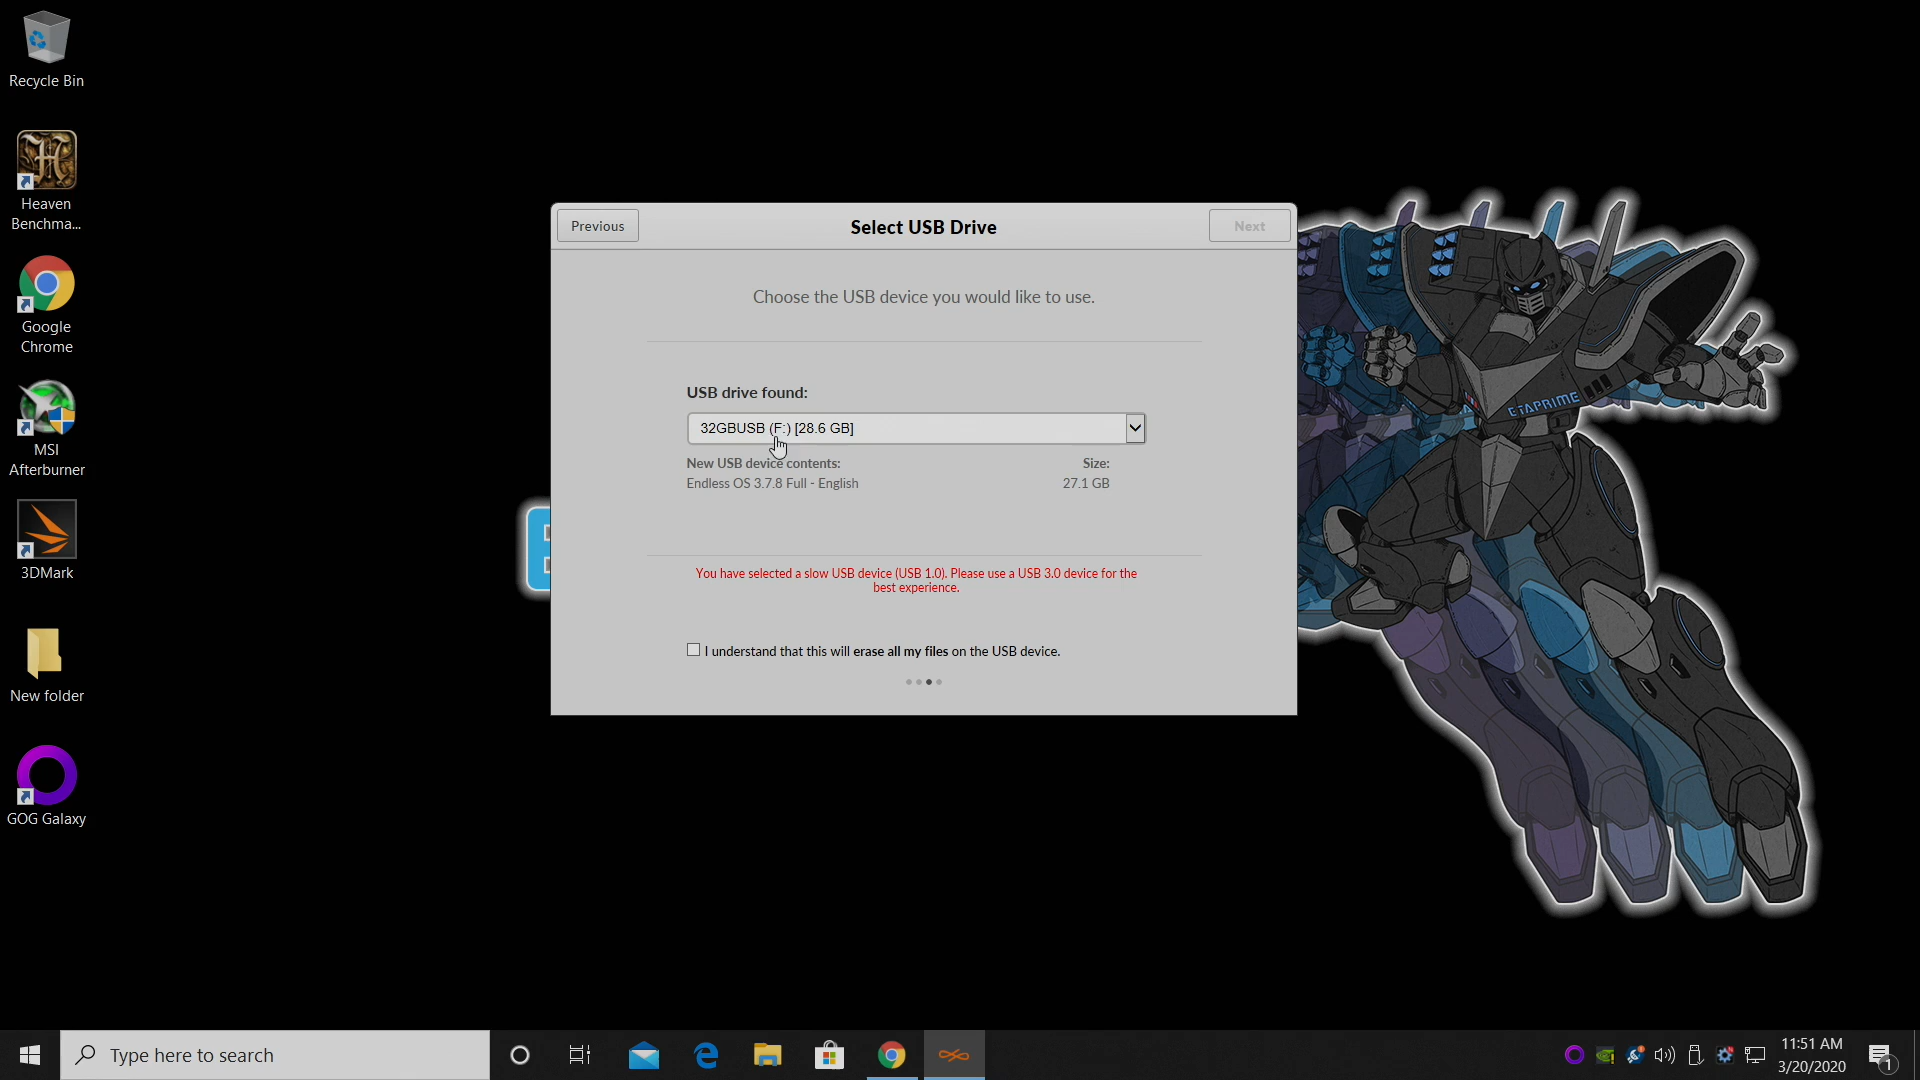 Recycle Bin
Heaven
Benchma...
Google
Chrome
MSI
Afterburner
3DMark
New folder
GOG Galaxy
Previous
Select USB Drive
Next
Choose the USB device you would like to use.
USB drive found:
32GBUSB (F:) [28.6 GB]
New USB device contents:
Size:
Endless OS 3.7.8 Full - English
27.1 GB
You have selected a slow USB device (USB 1.0). Please use a USB 3.0 device for the
best experience.
I understand that this will erase all my files on the USB device.
ETAPRIME
Type here to search
11:51 AM
3/20/2020
1